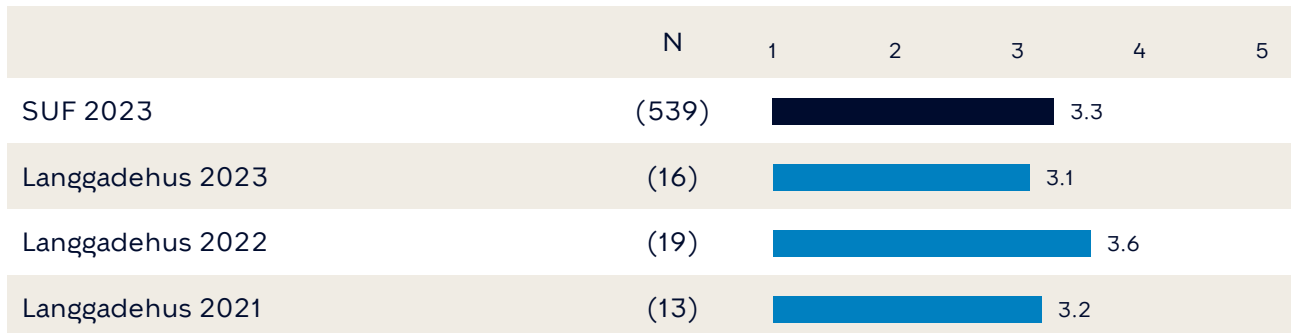 N 1 2 3 4 5
SUF 2023 (539) 3.3
Langgadehus 2023 (16) 3.1
Langgadehus 2022 (19) 3.6
Langgadehus 2021 (13) 3.2